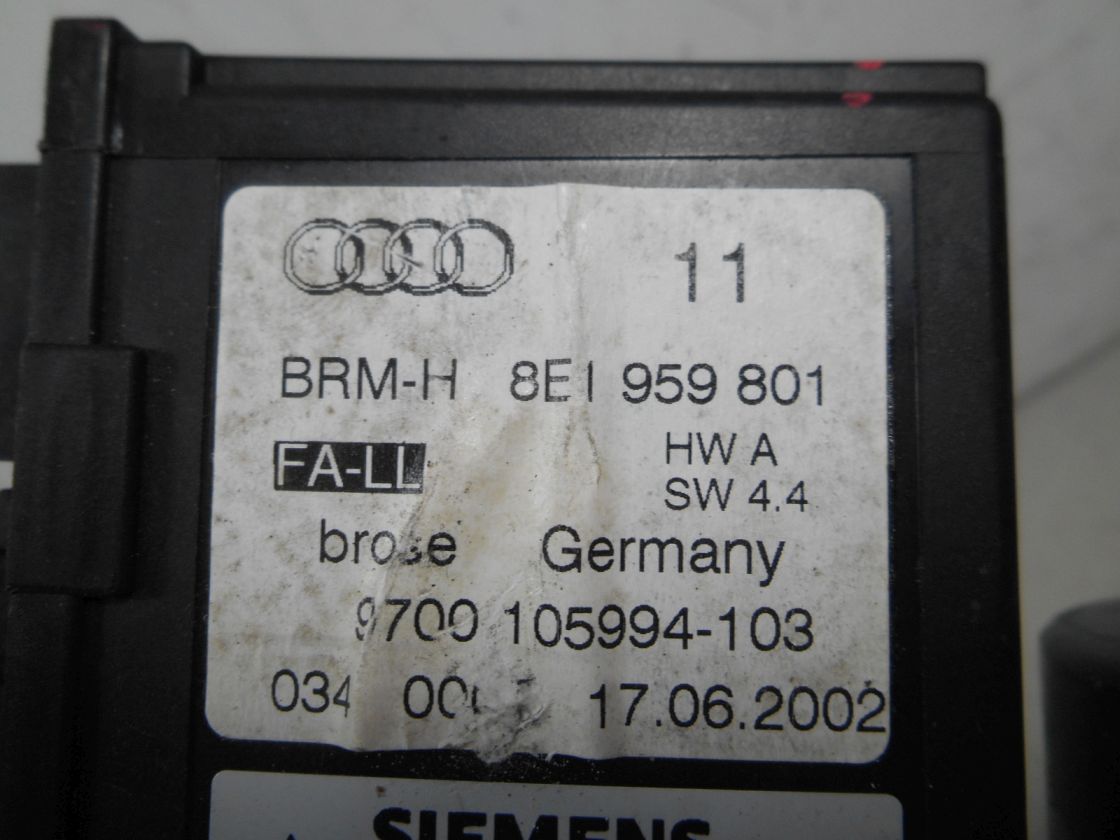 11
BRM-H 8E1 959 801
FA-LL HW A
SW 4.4
brose Germany
9700 105994-103
17.06.2002
SIEMENS